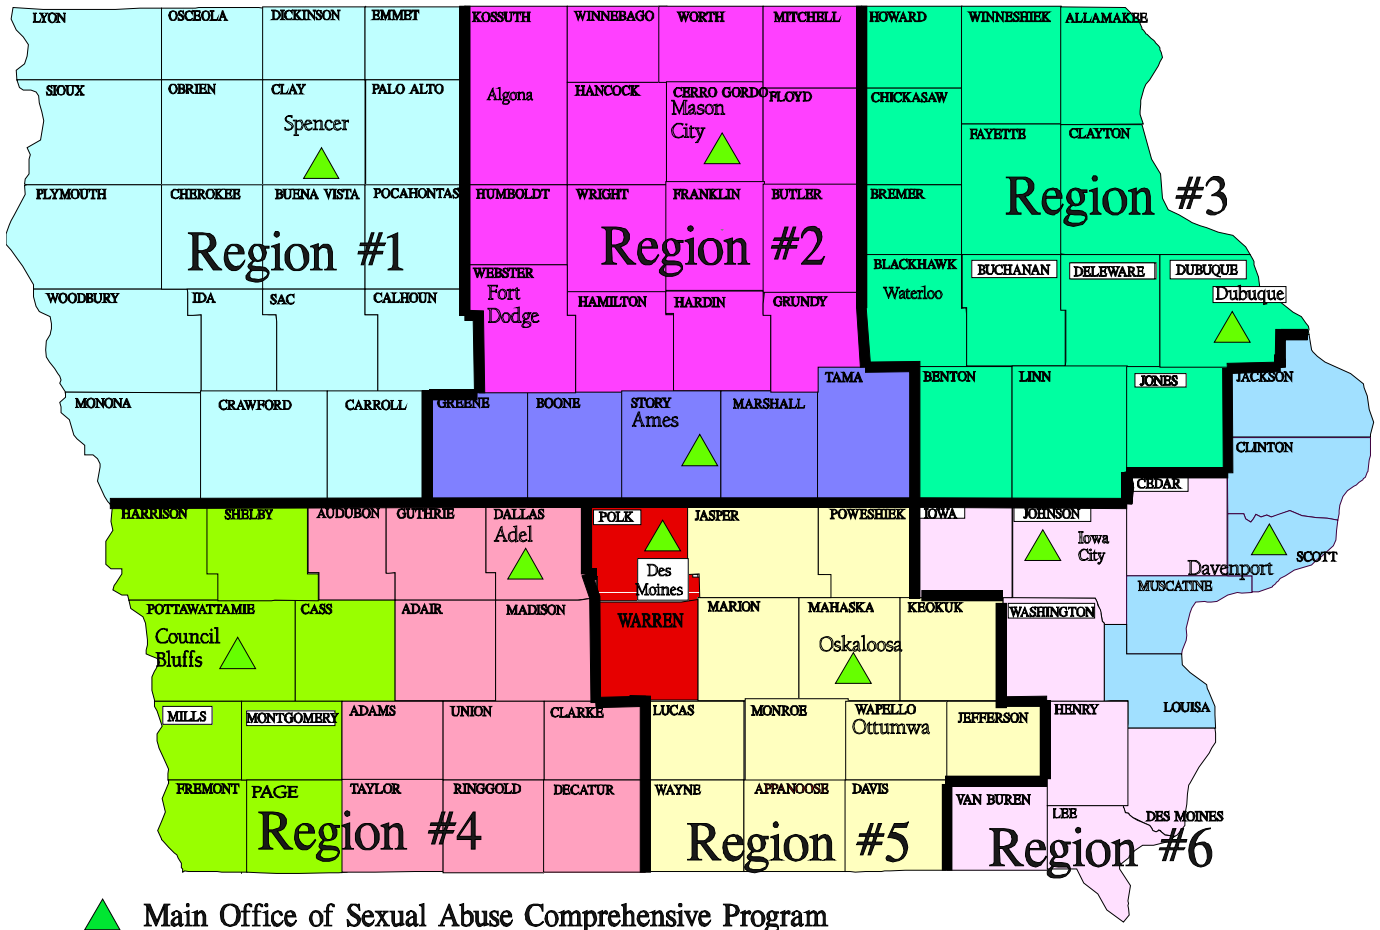 LYON
OSCEOLA
DICKINSON
EMMET
KOSSUTH
WINNEBAGO
WORTH
MITCHELL
HOWARD
WINNESHIEK
ALLAMAKEE
SIOUX
OBRIEN
CLAY
PALO ALTO
Algona
HANCOCK
CERRO GORDO
FLOYD
CHICKASAW
Spencer
Mason
City
FAYETTE
CLAYTON
PLYMOUTH
CHEROKEE
BUENA VISTA
POCAHONTAS
HUMBOLDT
WRIGHT
FRANKLIN
BUTLER
BREMER
Region #3
Region #1
Region #2
WEBSTER
Fort
Dodge
BLACKHAWK
Waterloo
BUCHANAN
DELEWARE
DUBUQUE
Dubuque
WOODBURY
IDA
SAC
CALHOUN
HAMILTON
HARDIN
GRUNDY
MONONA
CRAWFORD
CARROLL
GREENE
BOONE
STORY
Ames
MARSHALL
TAMA
BENTON
LINN
JONES
JACKSON
CLINTON
CEDAR
HARRISON
SHELBY
AUDUBON
GUTHRIE
DALLAS
Adel
POLK
Des
Moines
JASPER
POWESHIEK
IOWA
JOHNSON
Iowa
City
SCOTT
Davenport
MUSCATINE
POTTAWATTAMIE
Council
Bluffs
CASS
ADAIR
MADISON
WARREN
MARION
MAHASKA
Oskaloosa
KEOKUK
WASHINGTON
MILLS
MONTGOMERY
ADAMS
UNION
CLARKE
LUCAS
MONROE
WAPELLO
Ottumwa
JEFFERSON
HENRY
LOUISA
FREMONT
PAGE
TAYLOR
RINGGOLD
DECATUR
WAYNE
APPANOOSE
DAVIS
VAN BUREN
LEE
DES MOINES
Region #4
Region #5
Region #6
Main Office of Sexual Abuse Comprehensive Program